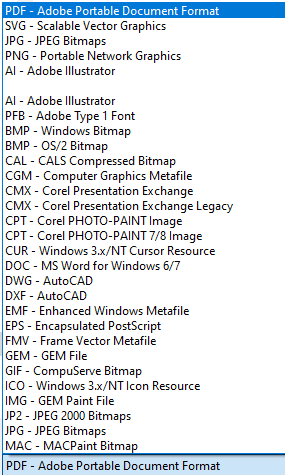 PDF - Adobe Portable Document Format
SVG - Scalable Vector Graphics
JPG - JPEG Bitmaps
PNG - Portable Network Graphics
AI - Adobe Illustrator
AI - Adobe Illustrator
PFB - Adobe Type 1 Font
BMP - Windows Bitmap
BMP - OS/2 Bitmap
CAL - CALS Compressed Bitmap
CGM - Computer Graphics Metafile
CMX - Corel Presentation Exchange
CMX - Corel Presentation Exchange Legacy
CPT - Corel PHOTO-PAINT Image
CPT - Corel PHOTO-PAINT 7/8 Image
CUR - Windows 3.x/NT Cursor Resource
DOC - MS Word for Windows 6/7
DWG - AutoCAD
DXF - AutoCAD
EMF - Enhanced Windows Metafile
EPS - Encapsulated PostScript
FMV - Frame Vector Metafile
GEM - GEM File
GIF - CompuServe Bitmap
ICO - Windows 3.x/NT Icon Resource
IMG - GEM Paint File
JP2 - JPEG 2000 Bitmaps
JPG - JPEG Bitmaps
MAC - MACPaint Bitmap
PDF - Adobe Portable Document Format